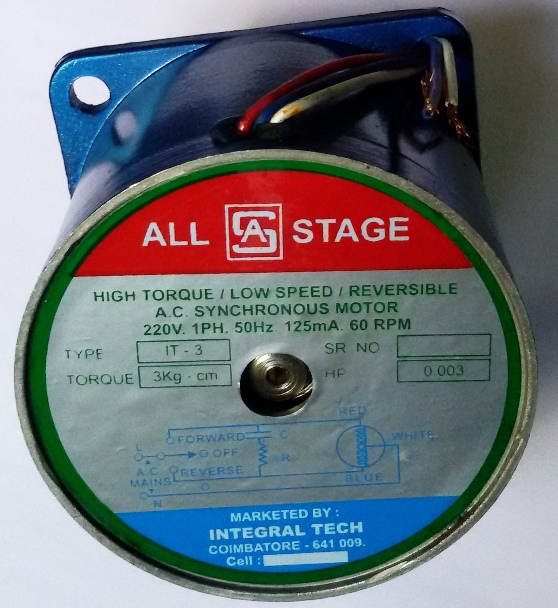 ALL SA STAGE
HIGH TORQUE / LOW SPEED / REVERSIBLE
A.C. SYNCHRONOUS MOTOR
220V. 1PH. 50Hz 125mA. 60 RPM
TYPE IT - 3 SR NO
TORQUE 3Kg - cm HP 0.003
RED
FORWARD C WHITE
L OFF
A.C. R
MAINS REVERSE BLUE
N
MARKETED BY :
INTEGRAL TECH
COIMBATORE - 641 009.
Cell :